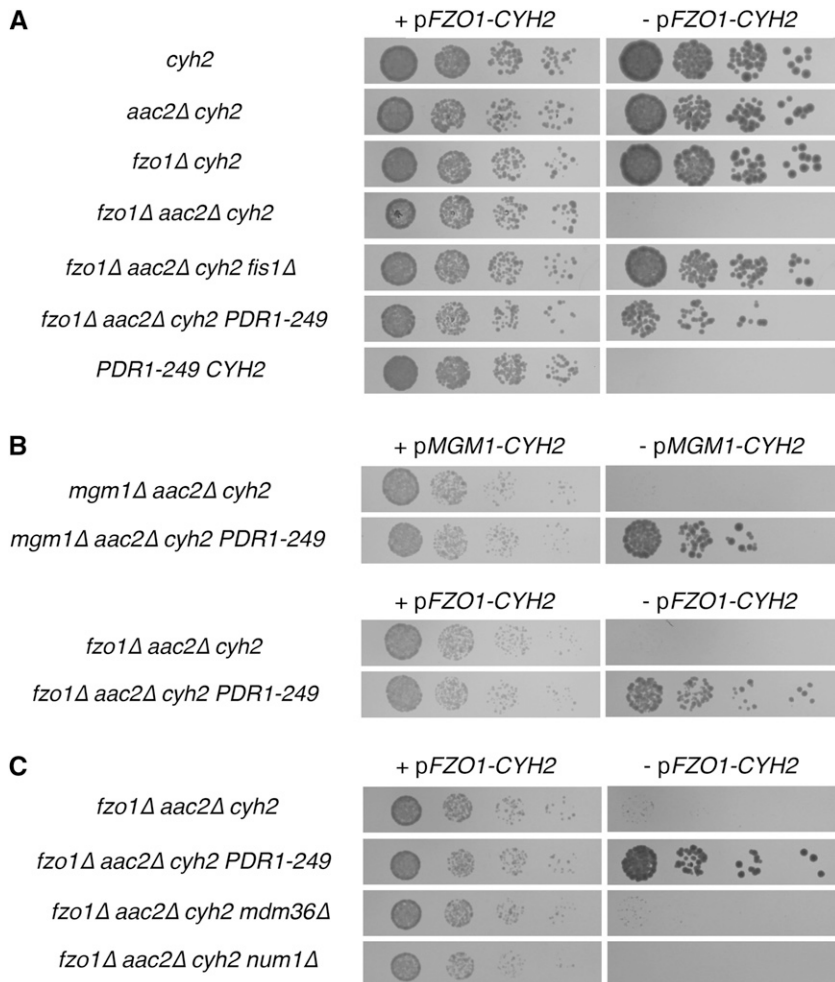 A
+ pFZO1-CYH2 - pFZO1-CYH2
cyh2
aac2Δ cyh2
fzo1Δ cyh2
fzo1Δ aac2Δ cyh2
fzo1Δ aac2Δ cyh2 fis1Δ
fzo1Δ aac2Δ cyh2 PDR1-249
PDR1-249 CYH2
B
+ pMGM1-CYH2 - pMGM1-CYH2
mgm1Δ aac2Δ cyh2
mgm1Δ aac2Δ cyh2 PDR1-249
+ pFZO1-CYH2 - pFZO1-CYH2
fzo1Δ aac2Δ cyh2
fzo1Δ aac2Δ cyh2 PDR1-249
C
+ pFZO1-CYH2 - pFZO1-CYH2
fzo1Δ aac2Δ cyh2
fzo1Δ aac2Δ cyh2 PDR1-249
fzo1Δ aac2Δ cyh2 mdm36Δ
fzo1Δ aac2Δ cyh2 num1Δ